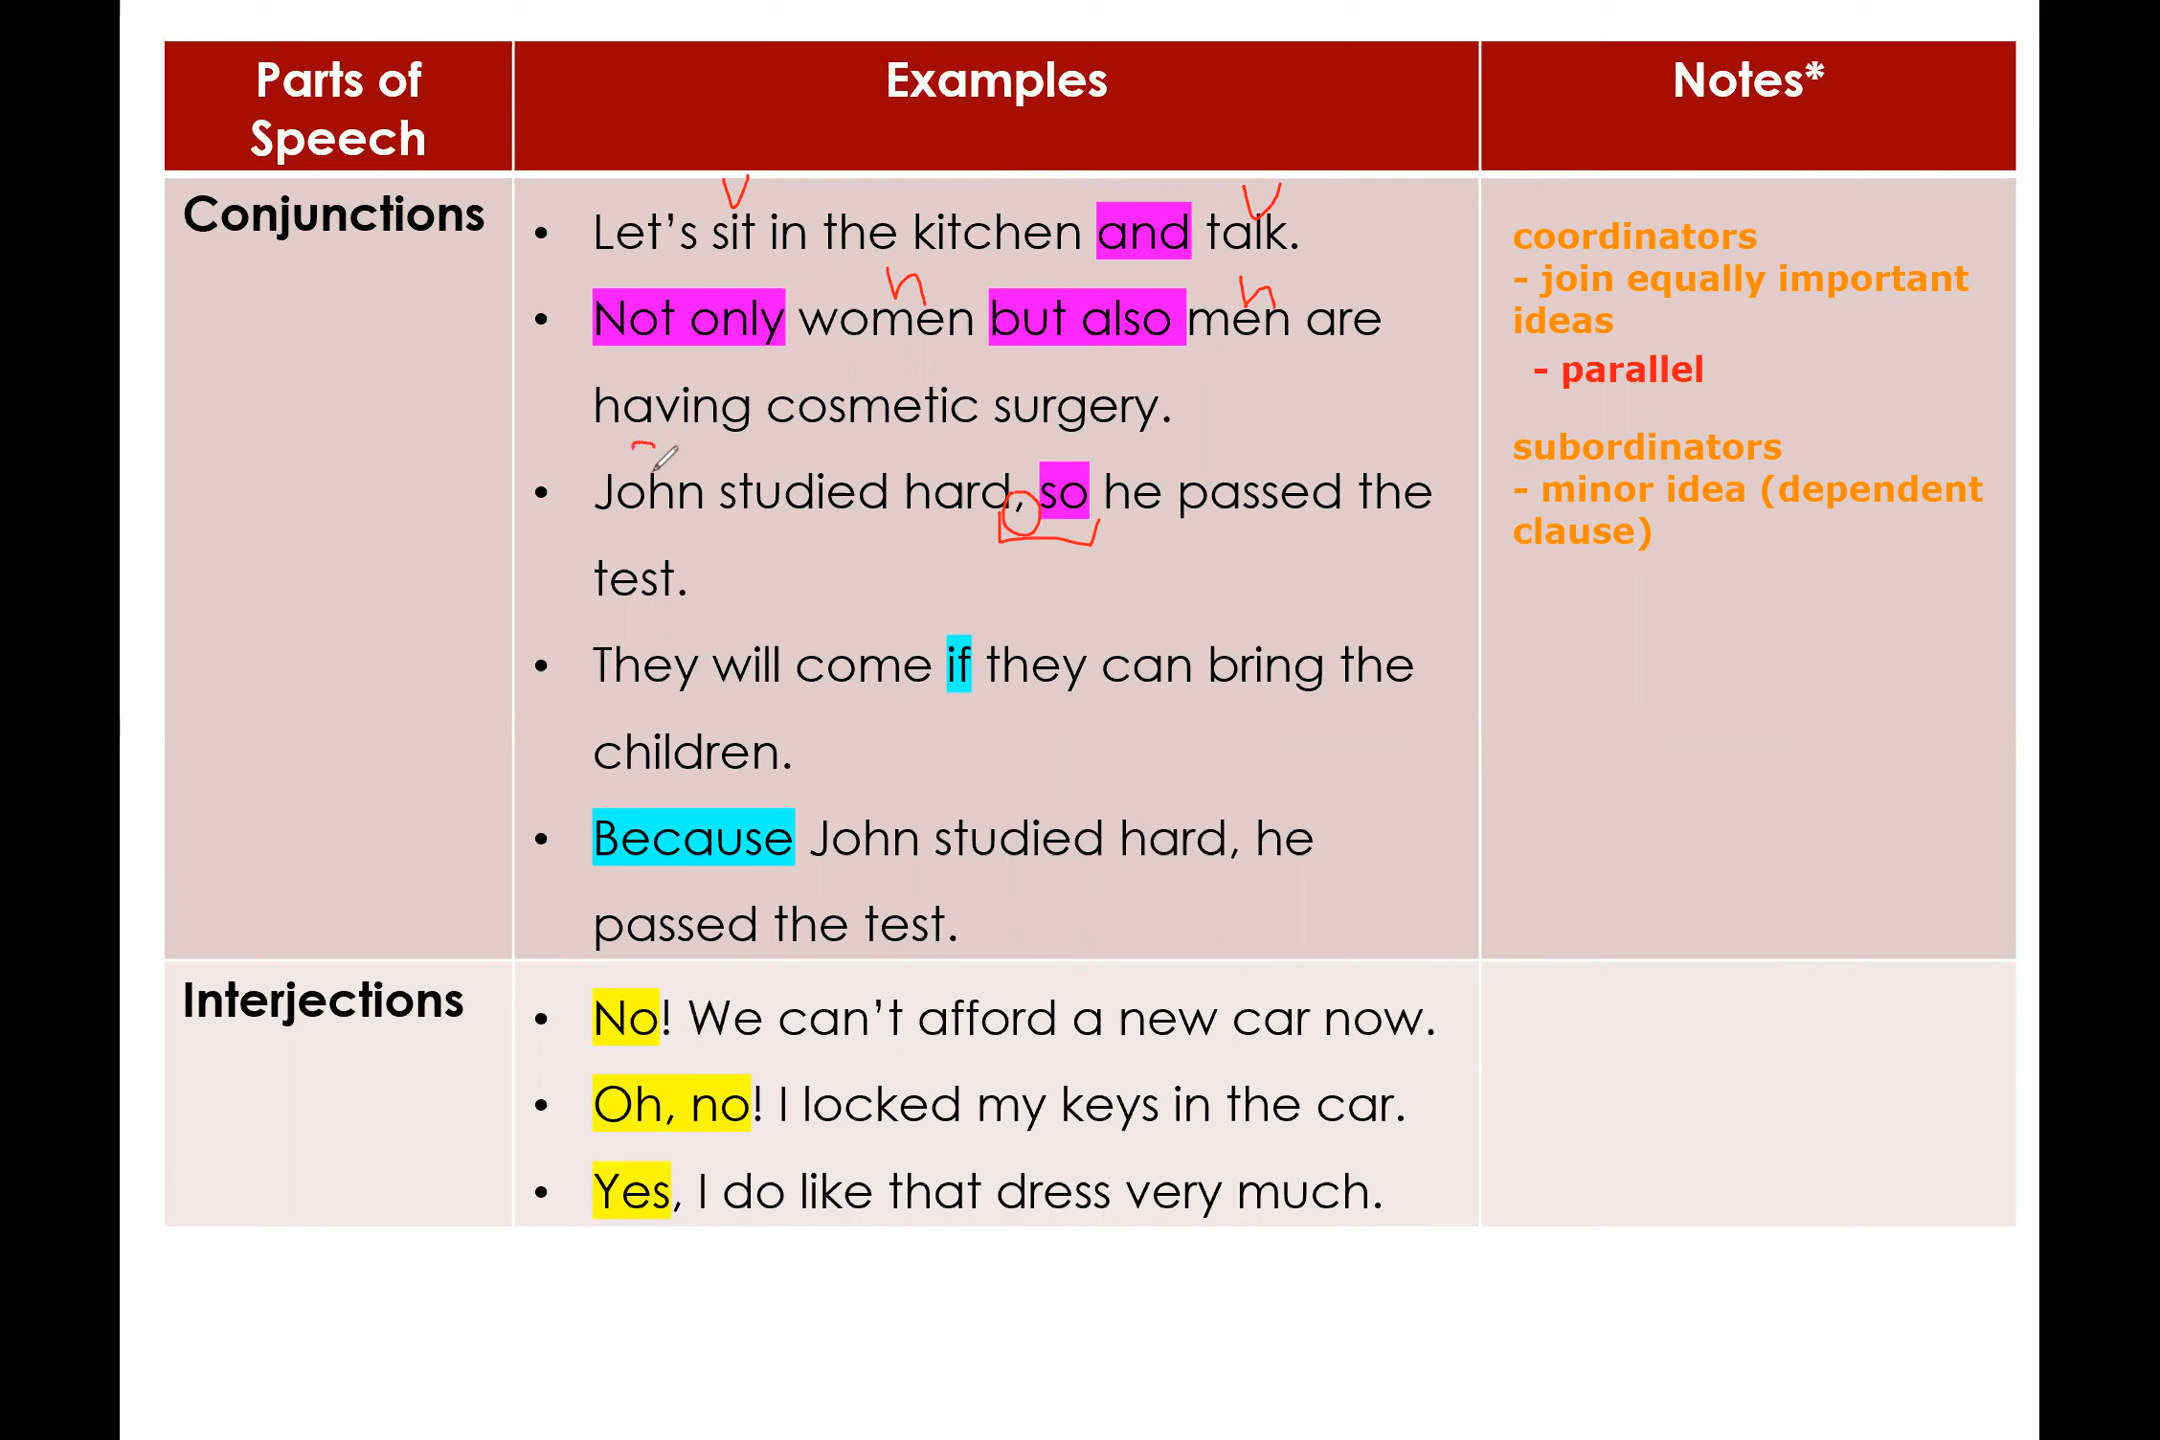 Parts of
Speech
Examples
Notes*
Conjunctions
v
v
• Let’s sit in the kitchen and talk.
n
n
• Not only women but also men are
having cosmetic surgery.
• John studied hard, so he passed the
test.
• They will come if they can bring the
children.
• Because John studied hard, he
passed the test.
coordinators
- join equally important
ideas
- parallel
subordinators
- minor idea (dependent
clause)
Interjections
• No! We can’t afford a new car now.
• Oh, no! I locked my keys in the car.
• Yes, I do like that dress very much.